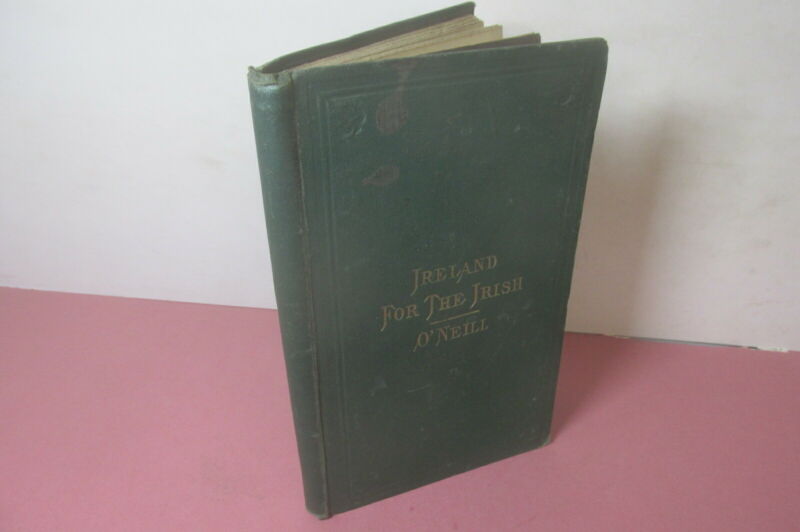 IRELAND
FOR THE IRISH
O'NEILL